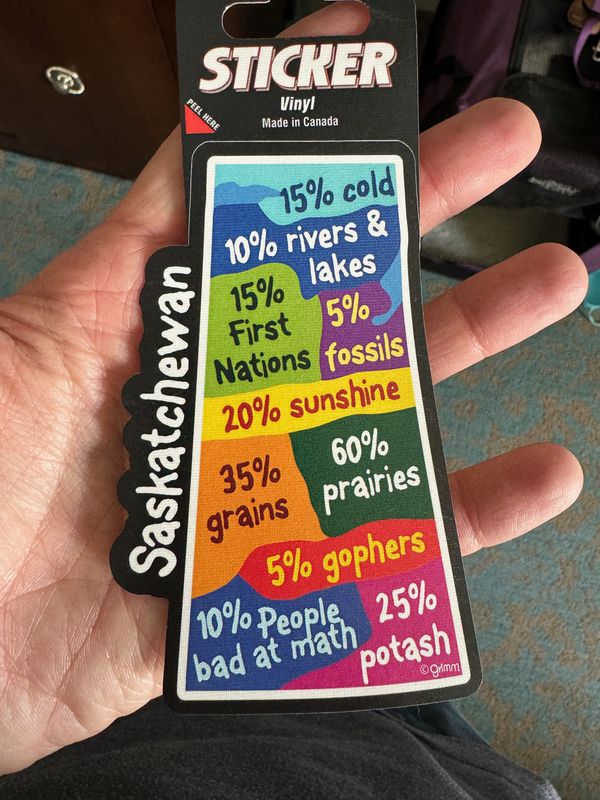 STICKER
Vinyl
Made in Canada
PEEL HERE
Saskatchewan
15% cold
10% rivers &
lakes
15%
First
Nations
5%
fossils
20% sunshine
35%
grains
60%
prairies
5% gophers
10% People
bad at math
25%
potash
©grimm